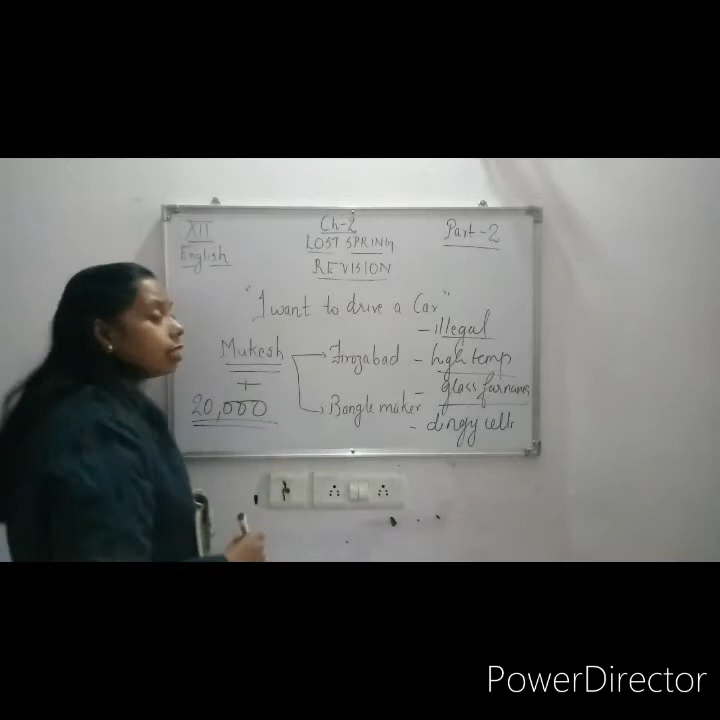 XII
English
Ch-2
LOST SPRING
REVISION
Part-2
"I want to drive a Car"
- illegal
Mukesh
Firozabad
- high temp
+
- glass farnanes
20,000
Bangle maker
- dingy cells
PowerDirector